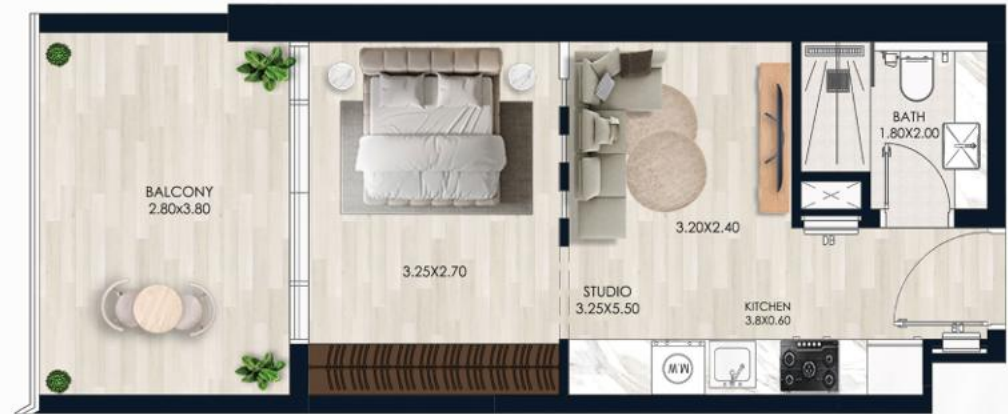 BATH
1.80X2.00
BALCONY
2.80x3.80
3.20X2.40
DB
3.25X2.70
STUDIO
3.25X5.50
KITCHEN
3.8X0.60
M.W